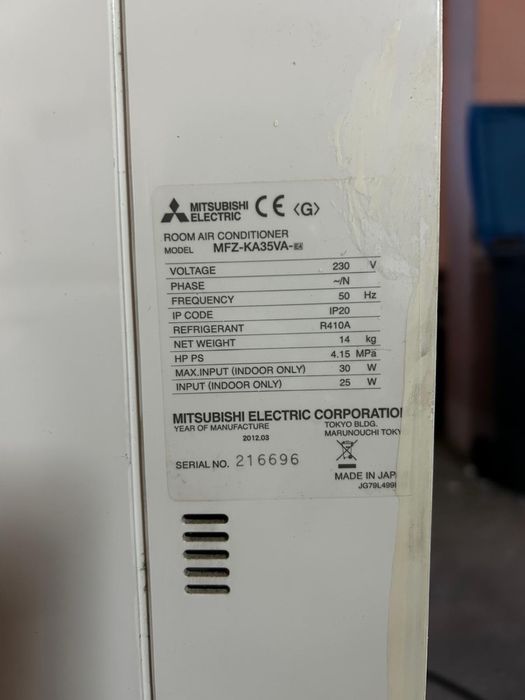 MITSUBISHI
ELECTRIC
CE 〈G〉
ROOM AIR CONDITIONER
MODEL MFZ-KA35VA-E4
VOLTAGE 230 V
PHASE ~/N
FREQUENCY 50 Hz
IP CODE IP20
REFRIGERANT R410A
NET WEIGHT 14 kg
HP PS 4.15 MPa
MAX.INPUT (INDOOR ONLY) 30 W
INPUT (INDOOR ONLY) 25 W
MITSUBISHI ELECTRIC CORPORATIO
YEAR OF MANUFACTURE TOKYO BLDG.
2012.03 MARUNOUCHI TOKY
SERIAL NO. 216696
MADE IN JAP
JG79L499